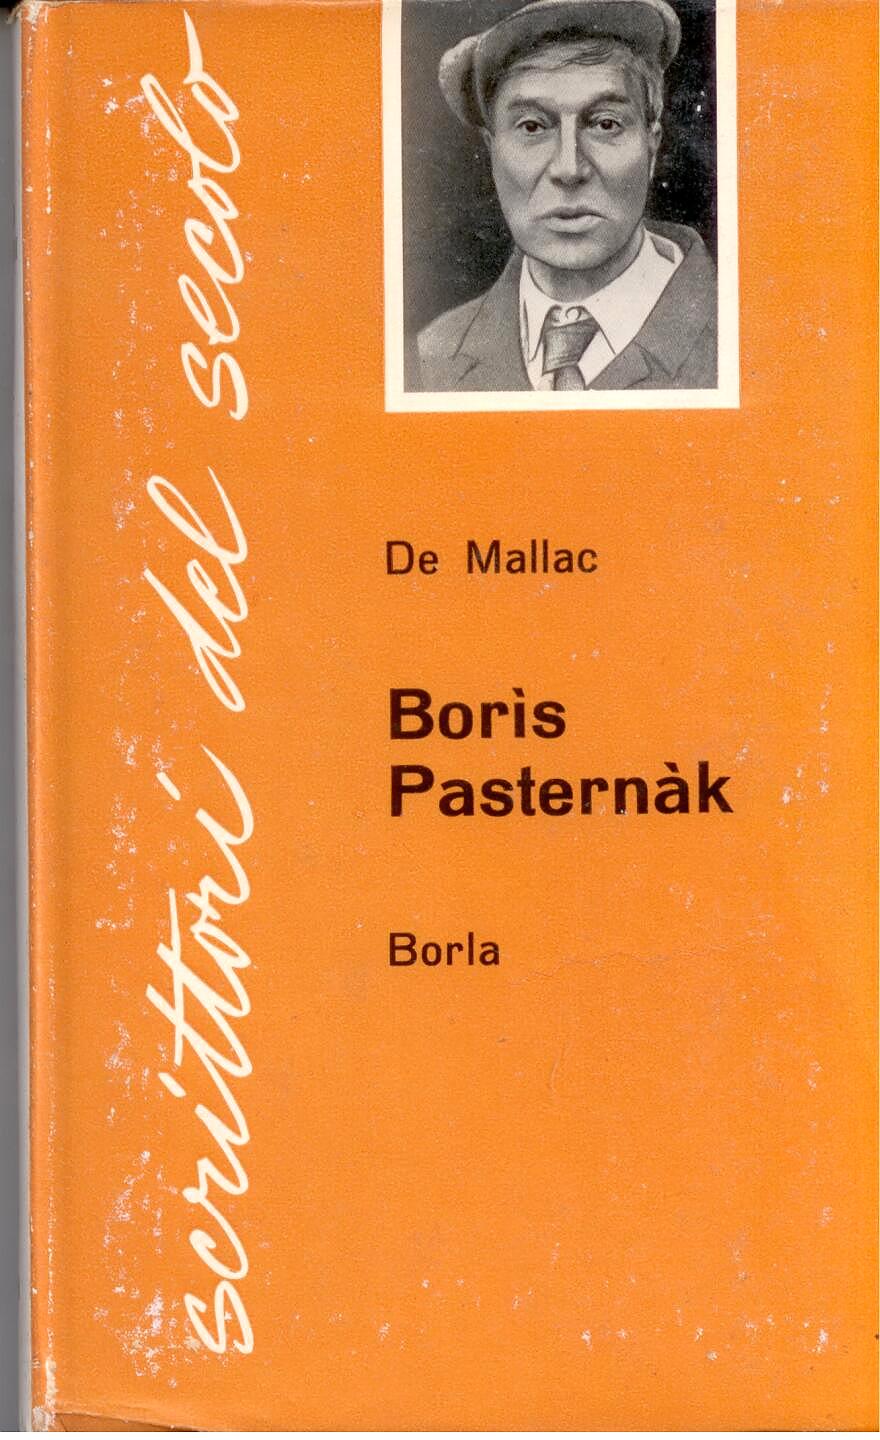 scrittori del secolo
De Mallac
Borìs
Pasternàk
Borla